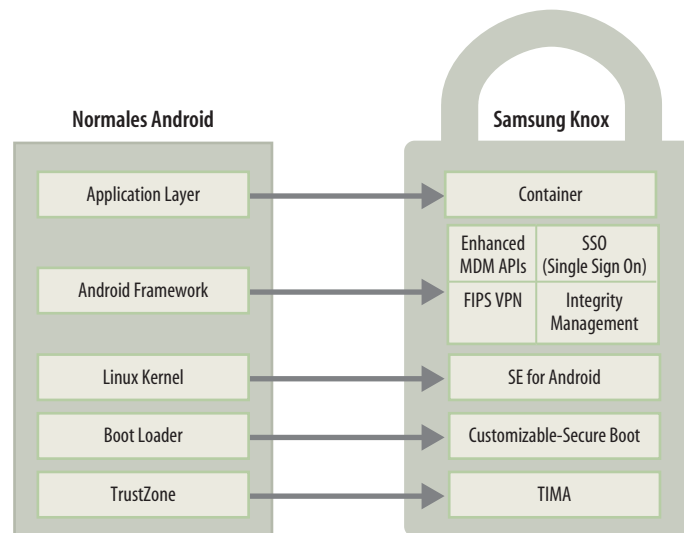 Normales Android
Samsung Knox
Application Layer
Container
Android Framework
Enhanced
MDM APIs
SSO
(Single Sign On)
FIPS VPN
Integrity
Management
Linux Kernel
SE for Android
Boot Loader
Customizable-Secure Boot
TrustZone
TIMA